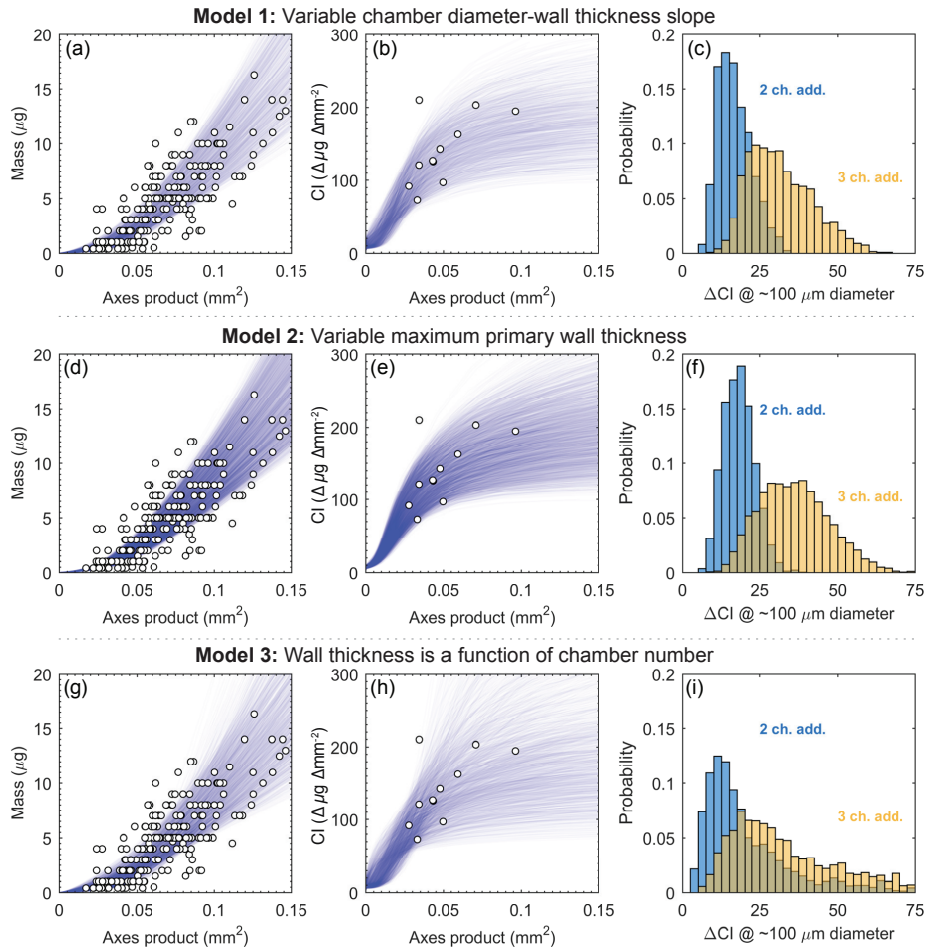 Model 1: Variable chamber diameter-wall thickness slope
(a)
20
15
10
5
0
Mass (µg)
0 0.05 0.1 0.15
Axes product (mm²)
(b)
300
200
100
0
CI (Δ µg Δmm⁻²)
0 0.05 0.1 0.15
Axes product (mm²)
(c)
0.2
0.15
0.1
0.05
0
Probability
2 ch. add.
3 ch. add.
0 25 50 75
ΔCI @ ~100 µm diameter
Model 2: Variable maximum primary wall thickness
(d)
20
15
10
5
0
Mass (µg)
0 0.05 0.1 0.15
Axes product (mm²)
(e)
300
200
100
0
CI (Δ µg Δmm⁻²)
0 0.05 0.1 0.15
Axes product (mm²)
(f)
0.2
0.15
0.1
0.05
0
Probability
2 ch. add.
3 ch. add.
0 25 50 75
ΔCI @ ~100 µm diameter
Model 3: Wall thickness is a function of chamber number
(g)
20
15
10
5
0
Mass (µg)
0 0.05 0.1 0.15
Axes product (mm²)
(h)
300
200
100
0
CI (Δ µg Δmm⁻²)
0 0.05 0.1 0.15
Axes product (mm²)
(i)
0.2
0.15
0.1
0.05
0
Probability
2 ch. add.
3 ch. add.
0 25 50 75
ΔCI @ ~100 µm diameter